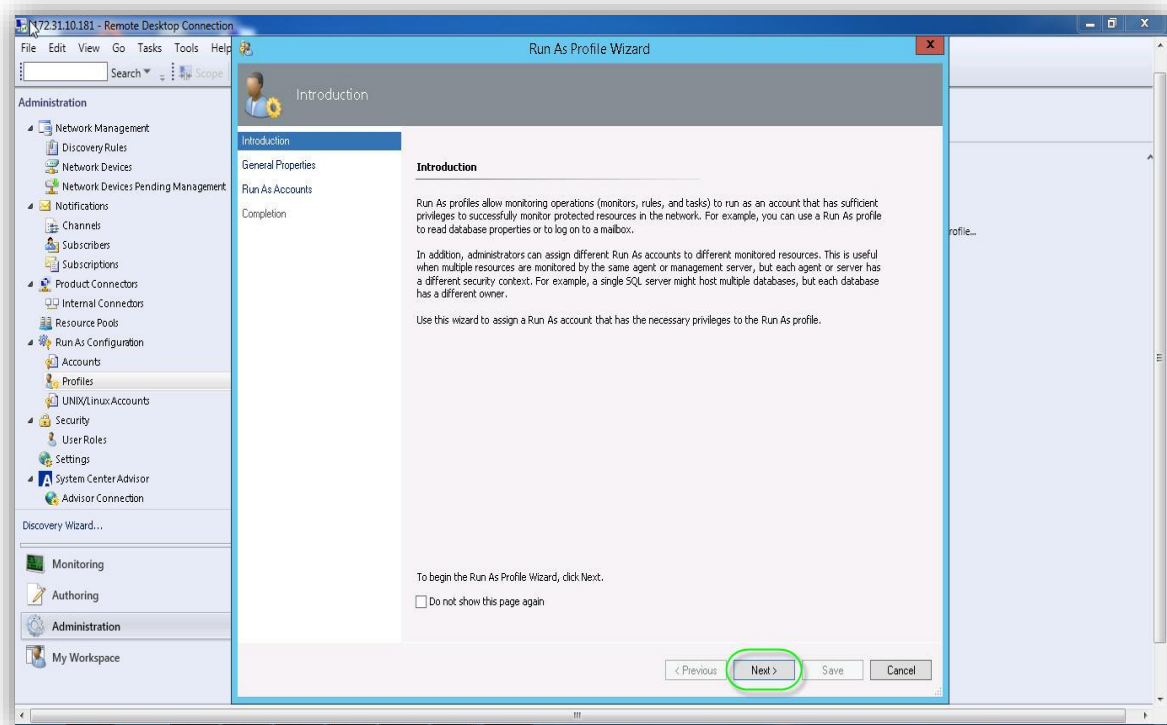 172.31.10.181 - Remote Desktop Connection
File Edit View Go Tasks Tools Help
Search
Scope
Administration
Network Management
Discovery Rules
Network Devices
Network Devices Pending Management
Notifications
Channels
Subscribers
Subscriptions
Product Connectors
Internal Connectors
Resource Pools
Run As Configuration
Accounts
Profiles
UNIX/Linux Accounts
Security
User Roles
Settings
System Center Advisor
Advisor Connection
Discovery Wizard...
Monitoring
Authoring
Administration
My Workspace
Run As Profile Wizard
X
Introduction
Introduction
General Properties
Run As Accounts
Completion
Introduction
Run As profiles allow monitoring operations (monitors, rules, and tasks) to run as an account that has sufficient
privileges to successfully monitor protected resources in the network. For example, you can use a Run As profile
to read database properties or to log on to a mailbox.
In addition, administrators can assign different Run As accounts to different monitored resources. This is useful
when multiple resources are monitored by the same agent or management server, but each agent or server has
a different security context. For example, a single SQL server might host multiple databases, but each database
has a different owner.
Use this wizard to assign a Run As account that has the necessary privileges to the Run As profile.
To begin the Run As Profile Wizard, click Next.
Do not show this page again
< Previous Next > Save Cancel
rofile...